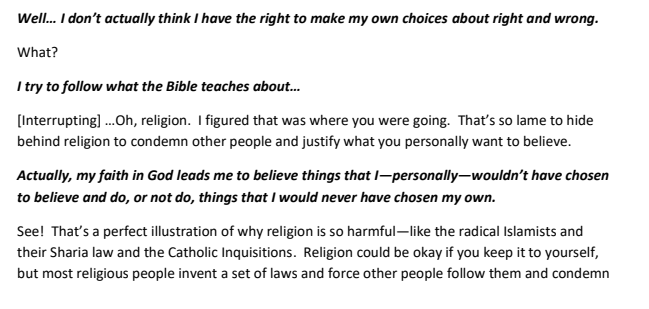 Well… I don't actually think I have the right to make my own choices about right and wrong.
What?
I try to follow what the Bible teaches about…
[Interrupting] …Oh, religion.  I figured that was where you were going.  That's so lame to hide
behind religion to condemn other people and justify what you personally want to believe.
Actually, my faith in God leads me to believe things that I—personally—wouldn't have chosen
to believe and do, or not do, things that I would never have chosen my own.
See!  That's a perfect illustration of why religion is so harmful—like the radical Islamists and
their Sharia law and the Catholic Inquisitions.  Religion could be okay if you keep it to yourself,
but most religious people invent a set of laws and force other people follow them and condemn